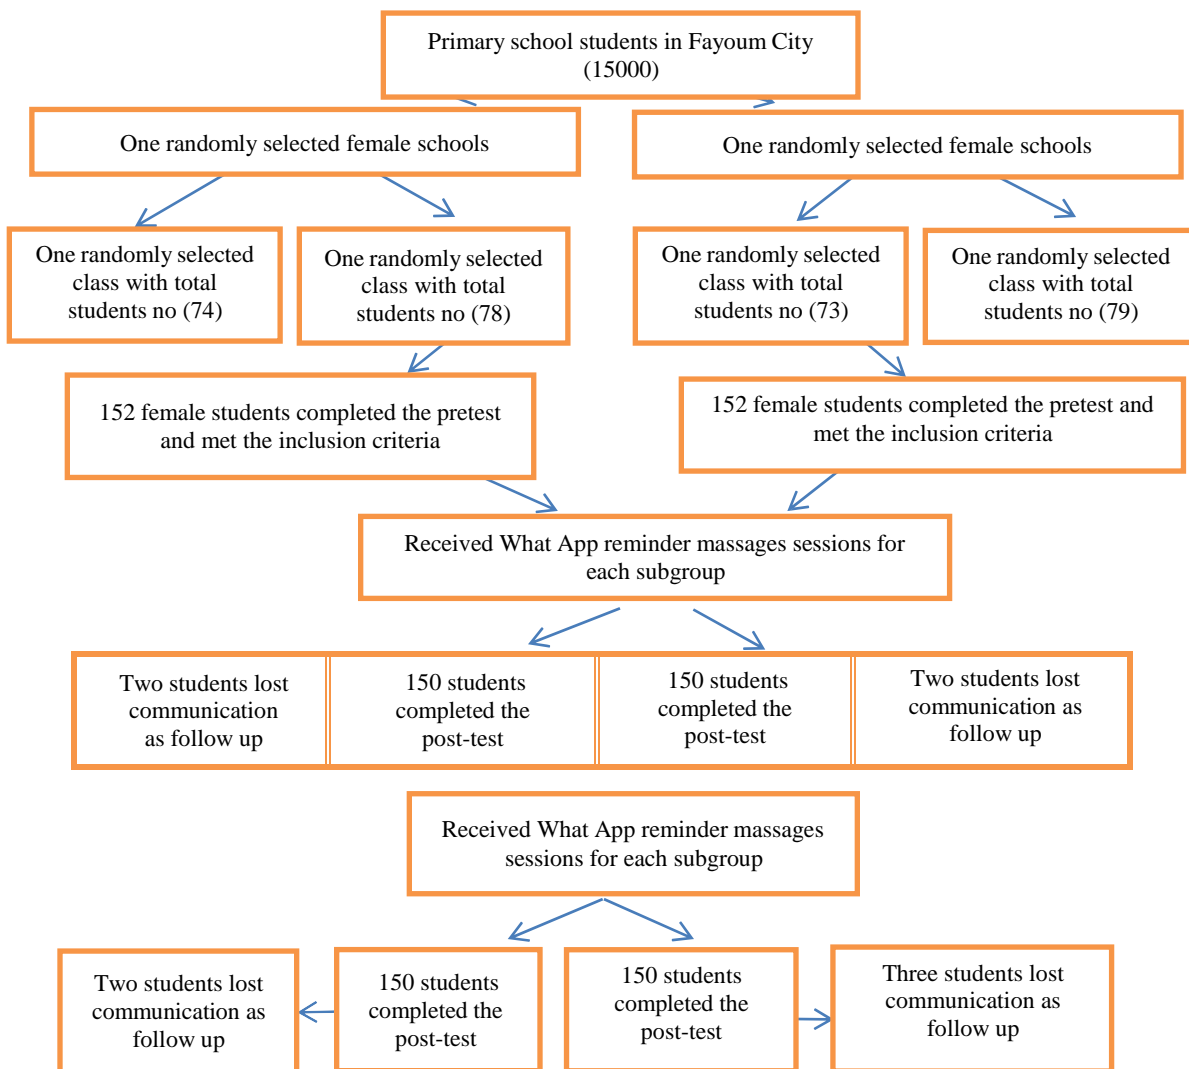 Primary school students in Fayoum City
(15000)
One randomly selected female schools
One randomly selected female schools
One randomly selected
class with total
students no (74)
One randomly selected
class with total
students no (78)
One randomly selected
class with total
students no (73)
One randomly selected
class with total
students no (79)
152 female students completed the pretest
and met the inclusion criteria
152 female students completed the pretest and
met the inclusion criteria
Received What App reminder massages sessions for
each subgroup
Two students lost
communication
as follow up
150 students
completed the
post-test
150 students
completed the
post-test
Two students lost
communication as
follow up
Received What App reminder massages
sessions for each subgroup
Two students lost
communication as
follow up
150 students
completed the
post-test
150 students
completed the
post-test
Three students lost
communication as
follow up